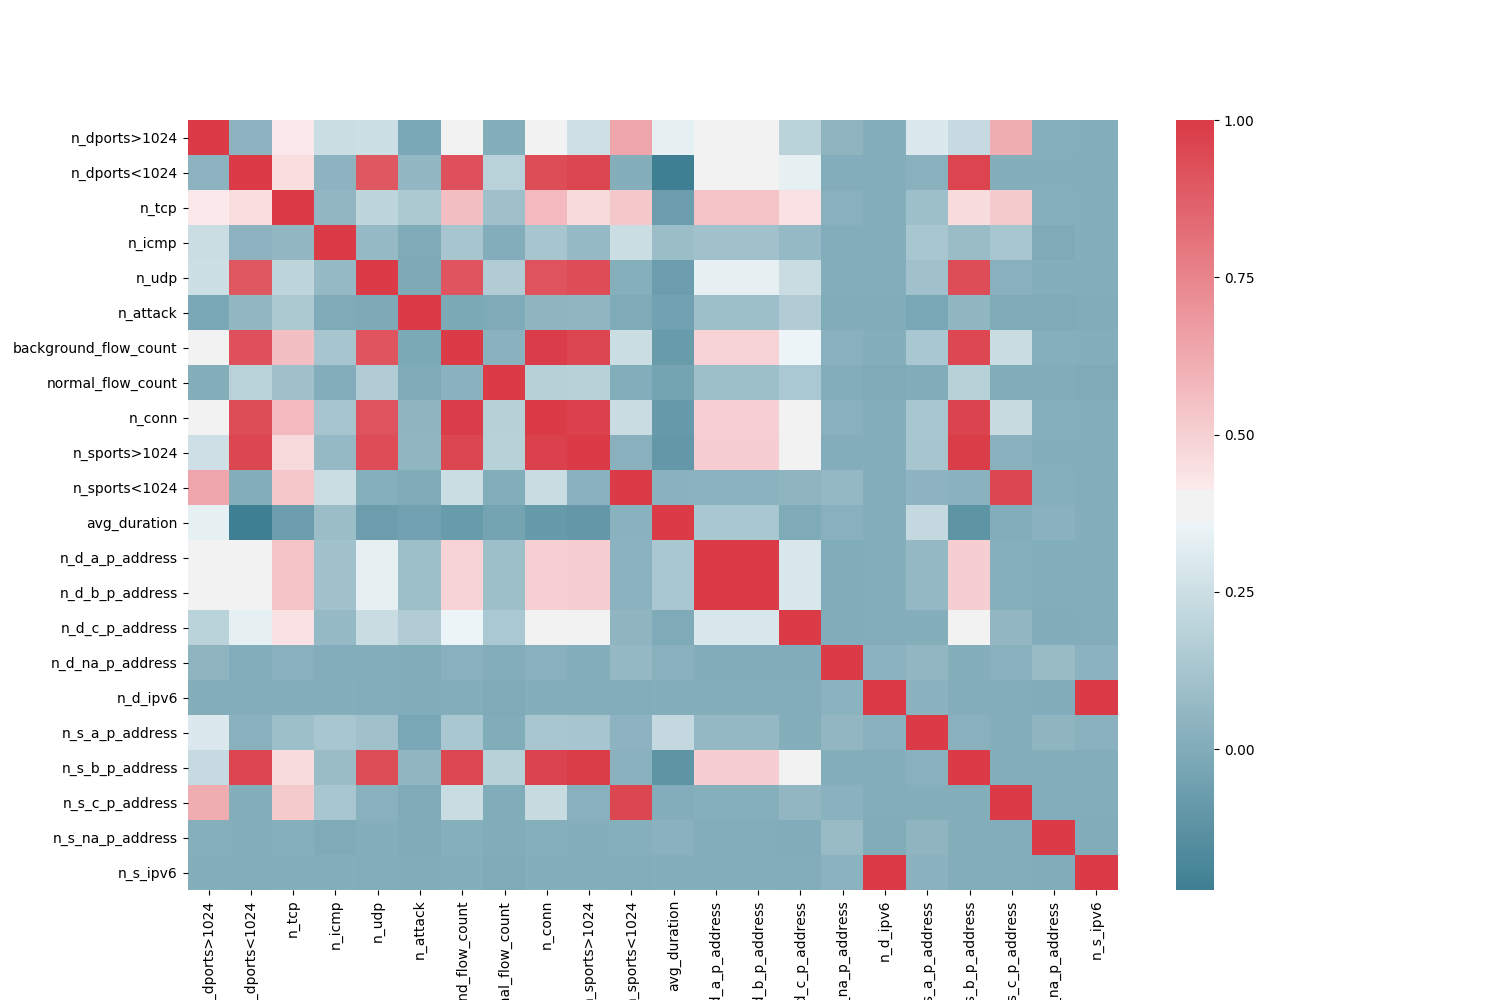 n_dports>1024
n_dports<1024
n_tcp
n_icmp
n_udp
n_attack
background_flow_count
normal_flow_count
n_conn
n_sports>1024
n_sports<1024
avg_duration
n_d_a_p_address
n_d_b_p_address
n_d_c_p_address
n_d_na_p_address
n_d_ipv6
n_s_a_p_address
n_s_b_p_address
n_s_c_p_address
n_s_na_p_address
n_s_ipv6
_dports>1024
_dports<1024
n_tcp
n_icmp
n_udp
n_attack
nd_flow_count
nal_flow_count
n_conn
n_sports>1024
n_sports<1024
avg_duration
d_a_p_address
d_b_p_address
d_c_p_address
na_p_address
n_d_ipv6
s_a_p_address
s_b_p_address
s_c_p_address
na_p_address
n_s_ipv6
1.00
0.75
0.50
0.25
0.00